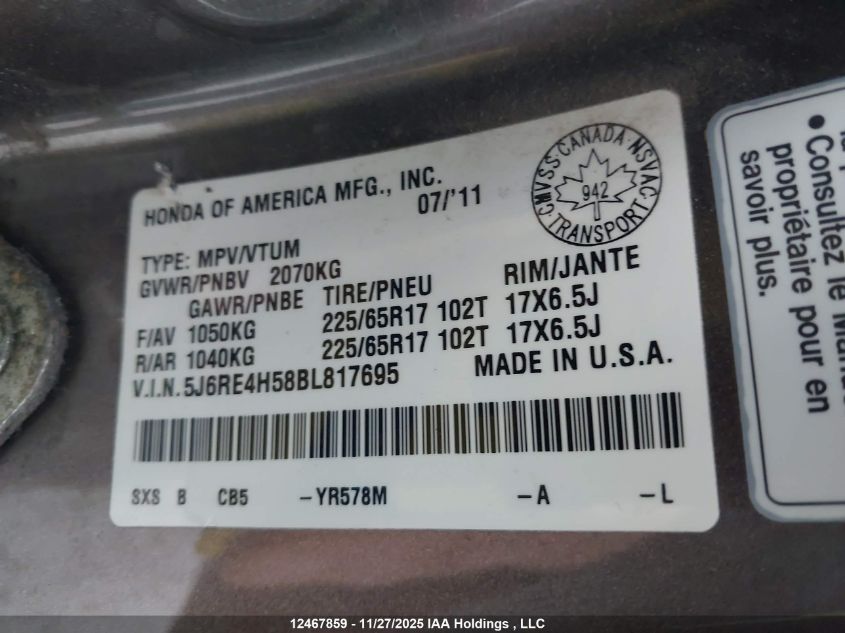 HONDA OF AMERICA MFG., INC.
07/'11
CMVSS·CANADA·NSVAC
942
TRANSPORT
TYPE: MPV/VTUM
GVWR/PNBV 2070KG
GAWR/PNBE TIRE/PNEU RIM/JANTE
F/AV 1050KG 225/65R17 102T 17X6.5J
R/AR 1040KG 225/65R17 102T 17X6.5J
V.I.N.5J6RE4H58BL817695 MADE IN U.S.A.
SXS B CB5 -YR578M -A -L
• Consultez le
propriétaire pour en
savoir plus.
12467859 - 11/27/2025 IAA Holdings , LLC